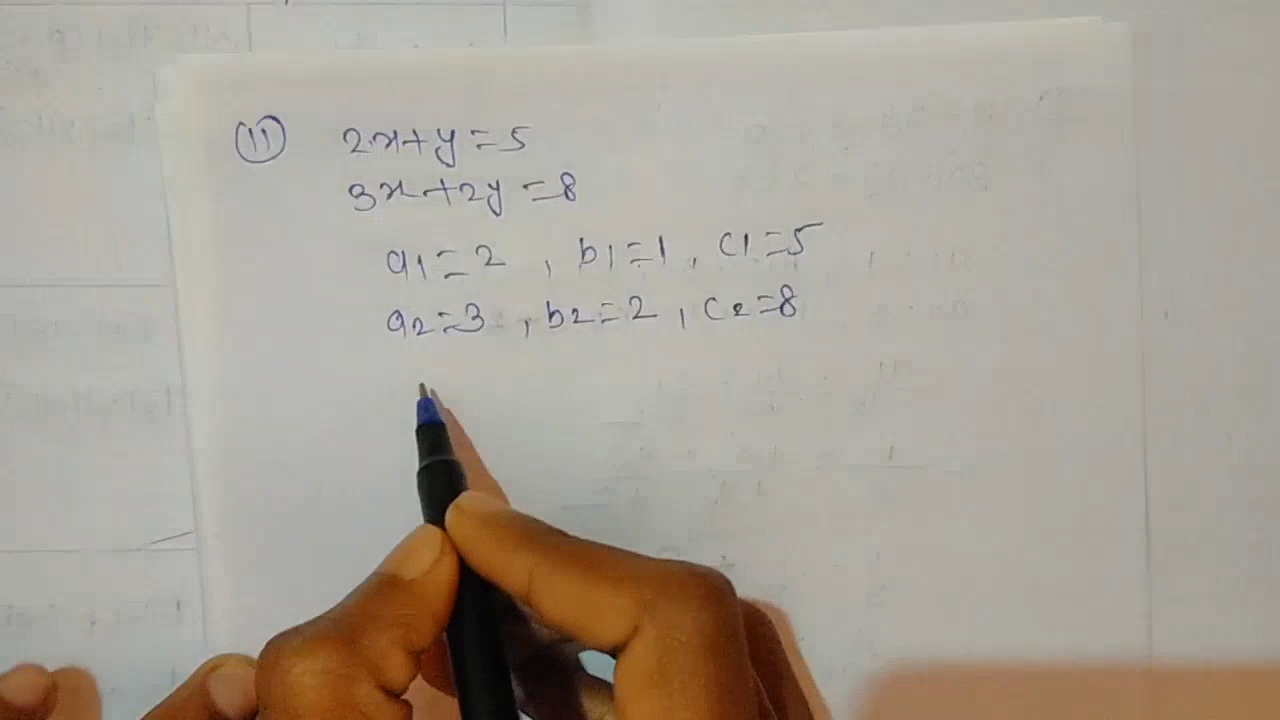 (11) 2x+y=5
3x+2y=8
a1=2, b1=1, c1=5
a2=3, b2=2, c2=8